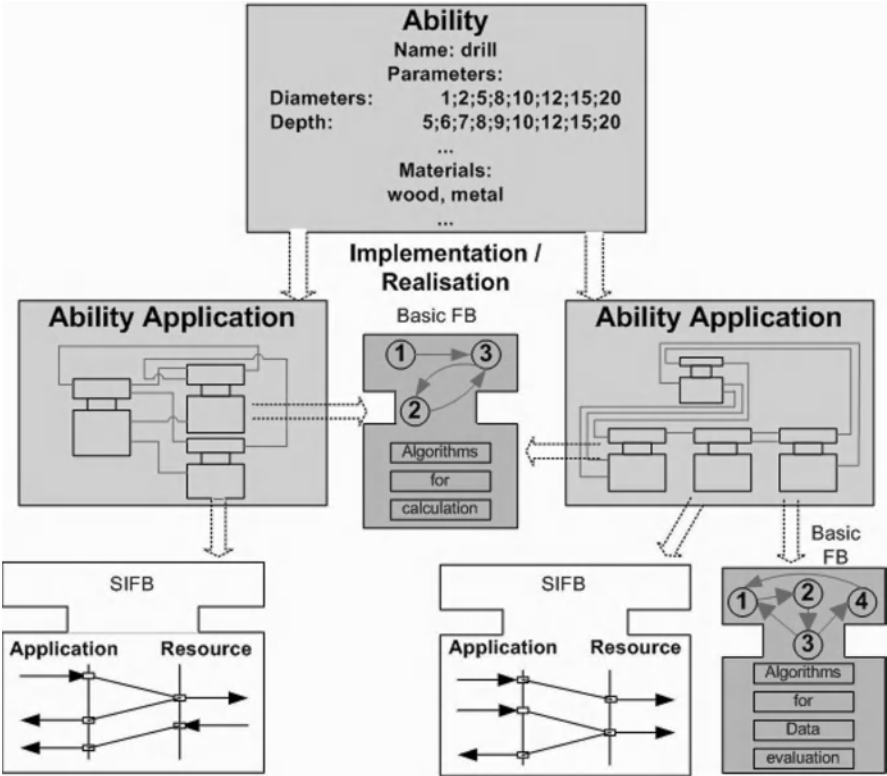 Ability
Name: drill
Parameters:
Diameters: 1;2;5;8;10;12;15;20
Depth: 5;6;7;8;9;10;12;15;20
...
Materials:
wood, metal
...
Implementation /
Realisation
Ability Application
Basic FB
1 3
2
Algorithms
for
calculation
Ability Application
SIFB
Application Resource
SIFB
Application Resource
Basic
FB
1 2 4
3
Algorithms
for
Data
evaluation